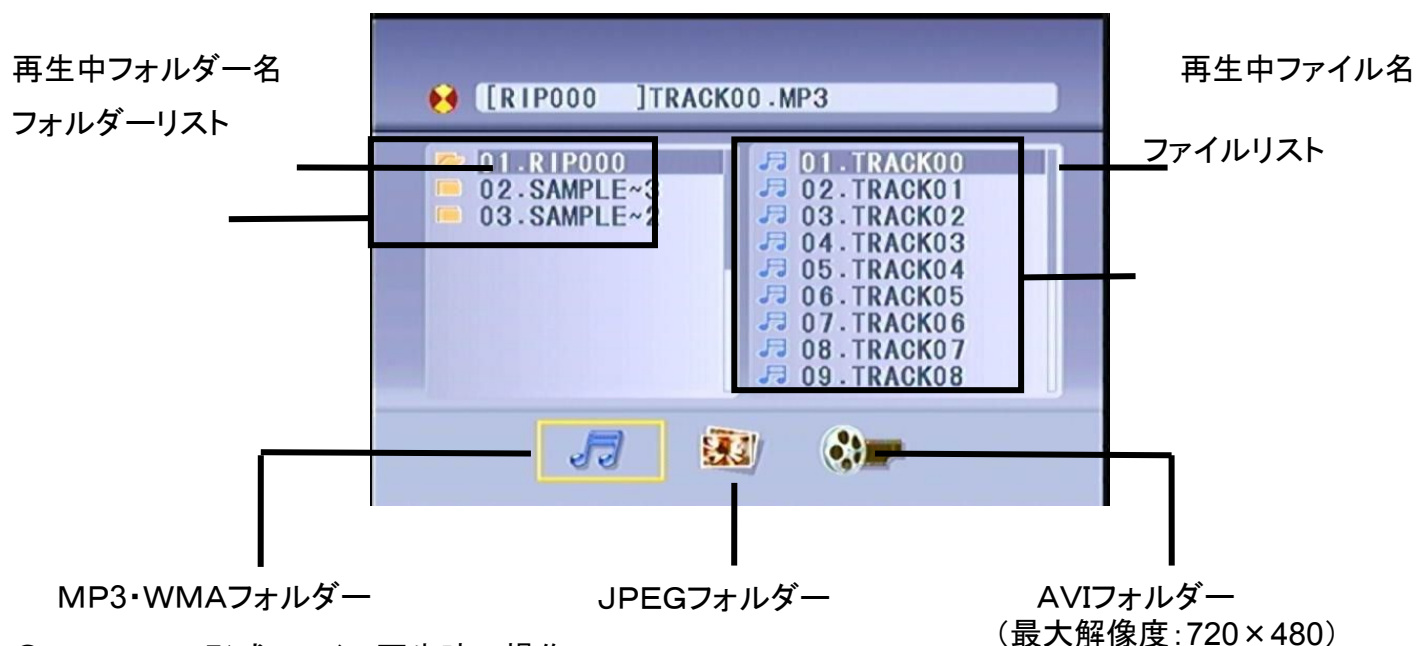 再生中フォルダー名
フォルダーリスト
再生中ファイル名
ファイルリスト
[RIP000 ]TRACK00.MP3
01.RIP000
02.SAMPLE~3
03.SAMPLE~2
01.TRACK00
02.TRACK01
03.TRACK02
04.TRACK03
05.TRACK04
06.TRACK05
07.TRACK06
08.TRACK07
09.TRACK08
MP3・WMAフォルダー
JPEGフォルダー
AVIフォルダー
（最大解像度：720×480）